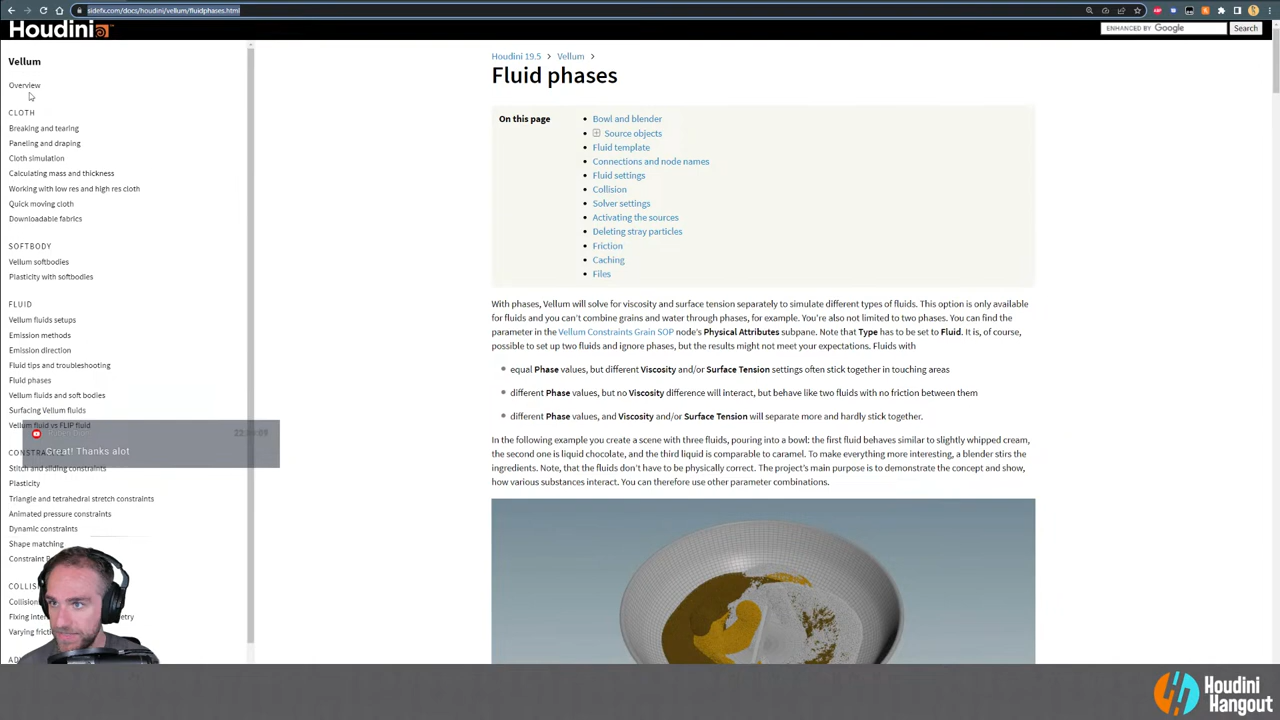 sidefx.com/docs/houdini/vellum/fluidphases.html
Houdini
ENHANCED BY Google
Search
Vellum
Overview
CLOTH
Breaking and tearing
Paneling and draping
Cloth simulation
Calculating mass and thickness
Working with low res and high res cloth
Quick moving cloth
Downloadable fabrics
SOFTBODY
Vellum softbodies
Plasticity with softbodies
FLUID
Vellum fluids setups
Emission methods
Emission direction
Fluid tips and troubleshooting
Fluid phases
Vellum fluids and soft bodies
Surfacing Vellum fluids
Vellum fluid vs FLIP fluid
Great! Thanks alot
Stitch and sliding constraints
Plasticity
Triangle and tetrahedral stretch constraints
Animated pressure constraints
Dynamic constraints
Shape matching
Houdini 19.5 > Vellum >
Fluid phases
On this page
Bowl and blender
Source objects
Fluid template
Connections and node names
Fluid settings
Collision
Solver settings
Activating the sources
Deleting stray particles
Friction
Caching
Files
With phases, Vellum will solve for viscosity and surface tension separately to simulate different types of fluids. This option is only available
for fluids and you can't combine grains and water through phases, for example. You're also not limited to two phases. You can find the
parameter in the Vellum Constraints Grain SOP node's Physical Attributes subpane. Note that Type has to be set to Fluid. It is, of course,
possible to set up two fluids and ignore phases, but the results might not meet your expectations. Fluids with
equal Phase values, but different Viscosity and/or Surface Tension settings often stick together in touching areas
different Phase values, but no Viscosity difference will interact, but behave like two fluids with no friction between them
different Phase values, and Viscosity and/or Surface Tension will separate more and hardly stick together.
In the following example you create a scene with three fluids, pouring into a bowl: the first fluid behaves similar to slightly whipped cream,
the second one is liquid chocolate, and the third liquid is comparable to caramel. To make everything more interesting, a blender stirs the
ingredients. Note, that the fluids don't have to be physically correct. The project's main purpose is to demonstrate the concept and show,
how various substances interact. You can therefore use other parameter combinations.
Houdini
Hangout